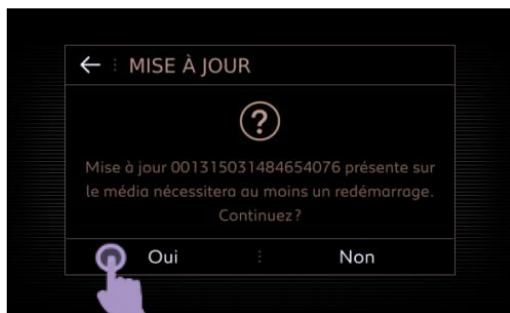 MISE À JOUR
Mise à jour 001315031484654076 présente sur
le média nécessitera au moins un redémarrage.
Continuez?
Oui
Non